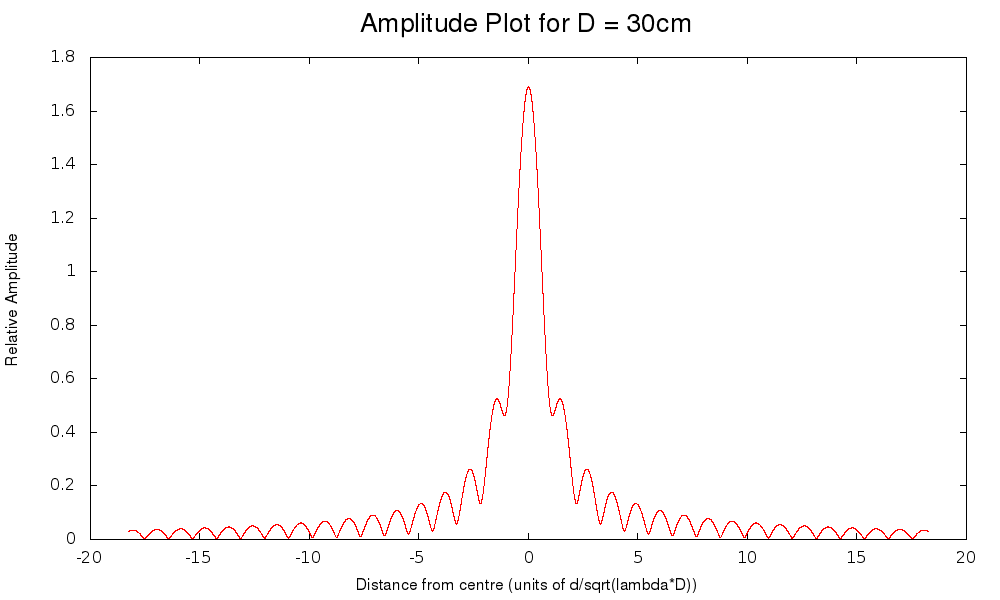 Amplitude Plot for D = 30cm
1.8
1.6
1.4
1.2
1
0.8
0.6
0.4
0.2
0
Relative Amplitude
-20 -15 -10 -5 0 5 10 15 20
Distance from centre (units of d/sqrt(lambda*D))